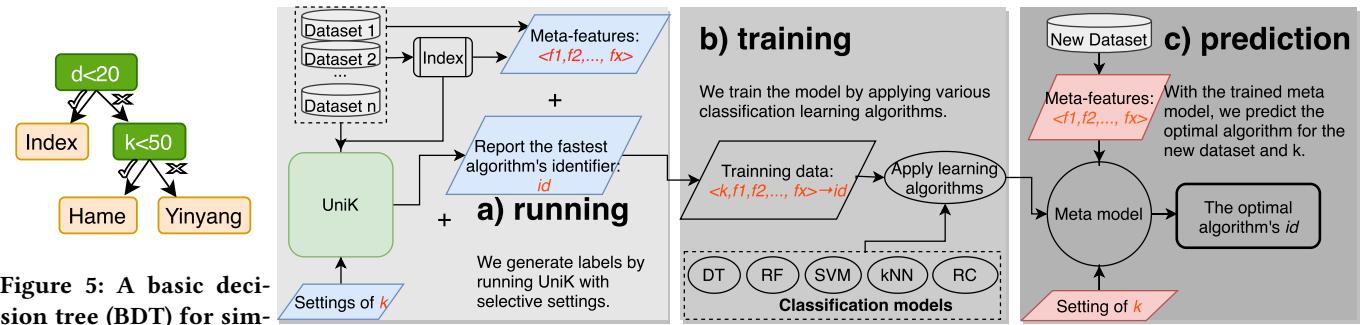 d<20
Index
k<50
Hame
Yinyang
Figure 5: A basic deci-
sion tree (BDT) for sim-
Dataset 1
Dataset 2
...
Dataset n
Index
Meta-features:
<f1,f2,..., fx>
+
UniK
Report the fastest
algorithm's identifier:
id
+
a) running
We generate labels by
running UniK with
selective settings.
Settings of k
b) training
We train the model by applying various
classification learning algorithms.
Trainning data:
<k,f1,f2,..., fx>→id
Apply learning
algorithms
DT
RF
SVM
kNN
RC
Classification models
New Dataset
c) prediction
Meta-features:
<f1,f2,..., fx>
With the trained meta
model, we predict the
optimal algorithm for the
new dataset and k.
Meta model
The optimal
algorithm's id
Setting of k